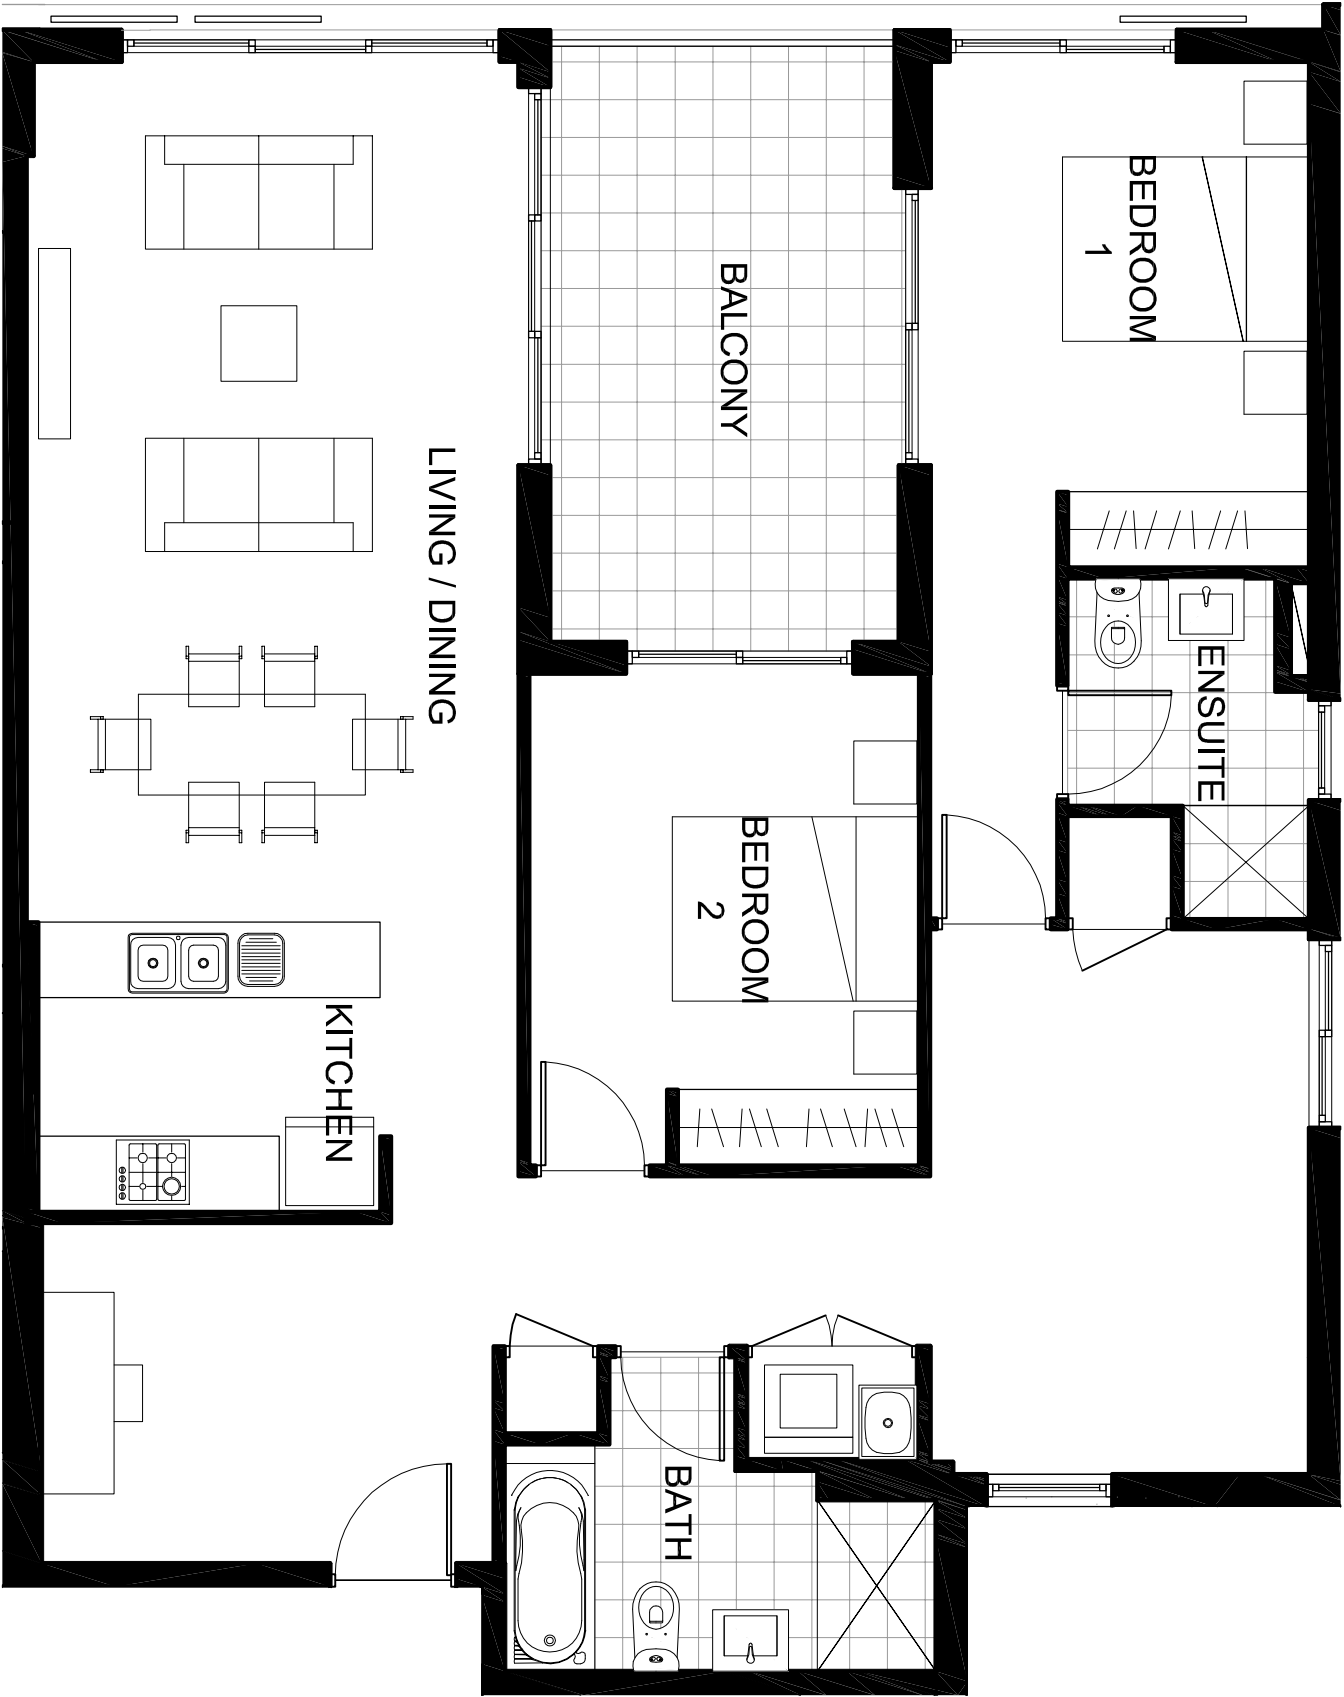 BEDROOM
1
BALCONY
LIVING / DINING
ENSUITE
BEDROOM
2
KITCHEN
BATH